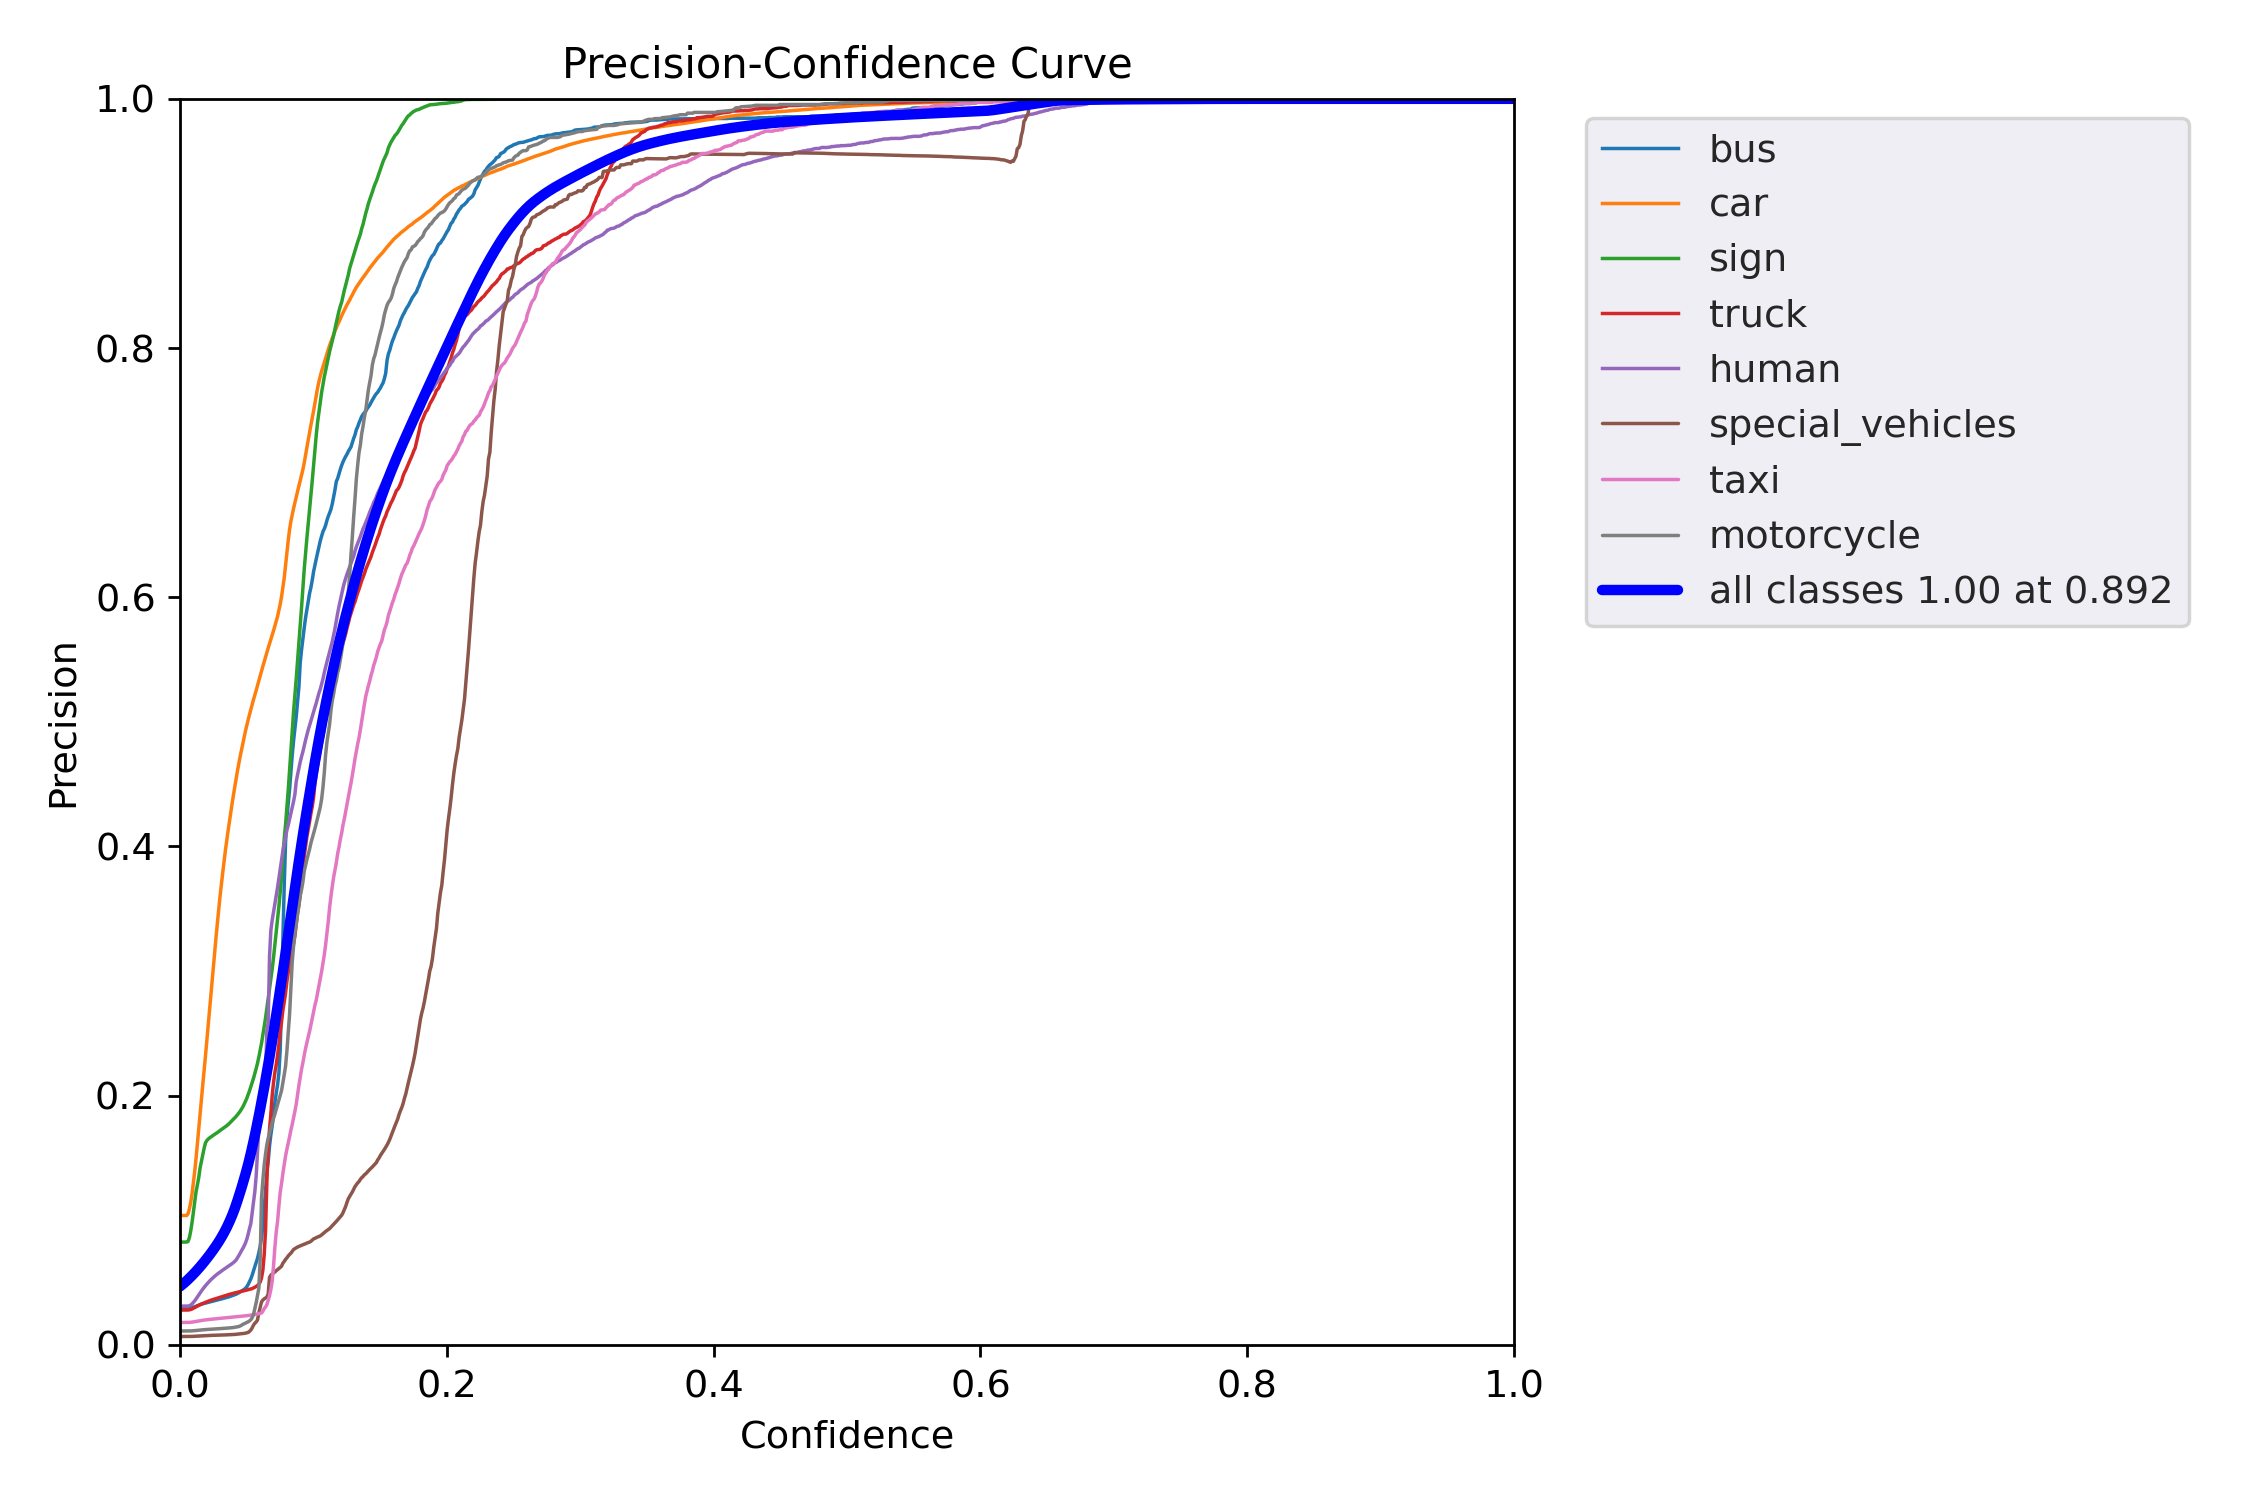 Precision-Confidence Curve
1.0
0.8
0.6
0.4
0.2
0.0
Precision
0.0 0.2 0.4 0.6 0.8 1.0
Confidence
bus
car
sign
truck
human
special_vehicles
taxi
motorcycle
all classes 1.00 at 0.892